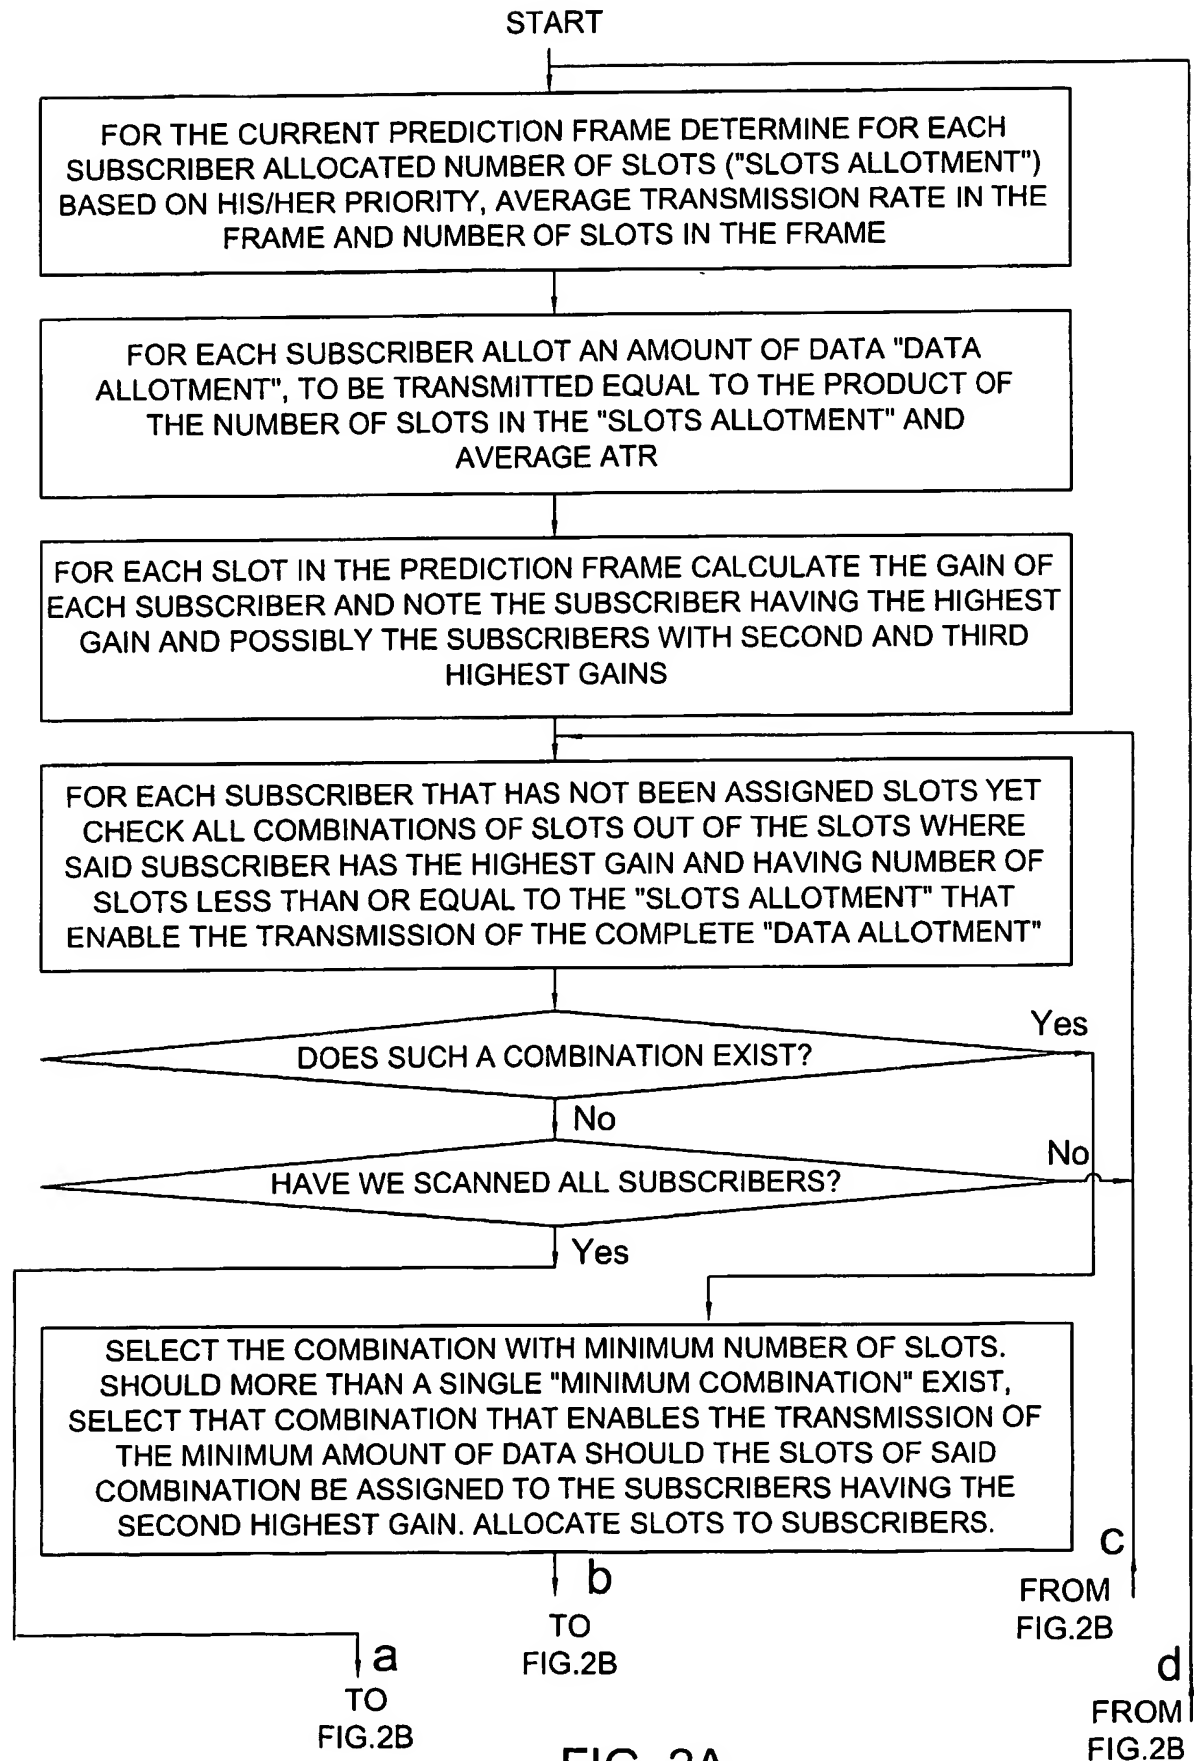 START
FOR THE CURRENT PREDICTION FRAME DETERMINE FOR EACH
SUBSCRIBER ALLOCATED NUMBER OF SLOTS ("SLOTS ALLOTMENT")
BASED ON HIS/HER PRIORITY, AVERAGE TRANSMISSION RATE IN THE
FRAME AND NUMBER OF SLOTS IN THE FRAME
FOR EACH SUBSCRIBER ALLOT AN AMOUNT OF DATA "DATA
ALLOTMENT", TO BE TRANSMITTED EQUAL TO THE PRODUCT OF
THE NUMBER OF SLOTS IN THE "SLOTS ALLOTMENT" AND
AVERAGE ATR
FOR EACH SLOT IN THE PREDICTION FRAME CALCULATE THE GAIN OF
EACH SUBSCRIBER AND NOTE THE SUBSCRIBER HAVING THE HIGHEST
GAIN AND POSSIBLY THE SUBSCRIBERS WITH SECOND AND THIRD
HIGHEST GAINS
FOR EACH SUBSCRIBER THAT HAS NOT BEEN ASSIGNED SLOTS YET
CHECK ALL COMBINATIONS OF SLOTS OUT OF THE SLOTS WHERE
SAID SUBSCRIBER HAS THE HIGHEST GAIN AND HAVING NUMBER OF
SLOTS LESS THAN OR EQUAL TO THE "SLOTS ALLOTMENT" THAT
ENABLE THE TRANSMISSION OF THE COMPLETE "DATA ALLOTMENT"
Yes
DOES SUCH A COMBINATION EXIST?
No
No
HAVE WE SCANNED ALL SUBSCRIBERS?
Yes
SELECT THE COMBINATION WITH MINIMUM NUMBER OF SLOTS.
SHOULD MORE THAN A SINGLE "MINIMUM COMBINATION" EXIST,
SELECT THAT COMBINATION THAT ENABLES THE TRANSMISSION OF
THE MINIMUM AMOUNT OF DATA SHOULD THE SLOTS OF SAID
COMBINATION BE ASSIGNED TO THE SUBSCRIBERS HAVING THE
SECOND HIGHEST GAIN. ALLOCATE SLOTS TO SUBSCRIBERS.
c
FROM
FIG.2B
b
TO
FIG.2B
a
TO
FIG.2B
d
FROM
FIG.2B
FIG. 2A